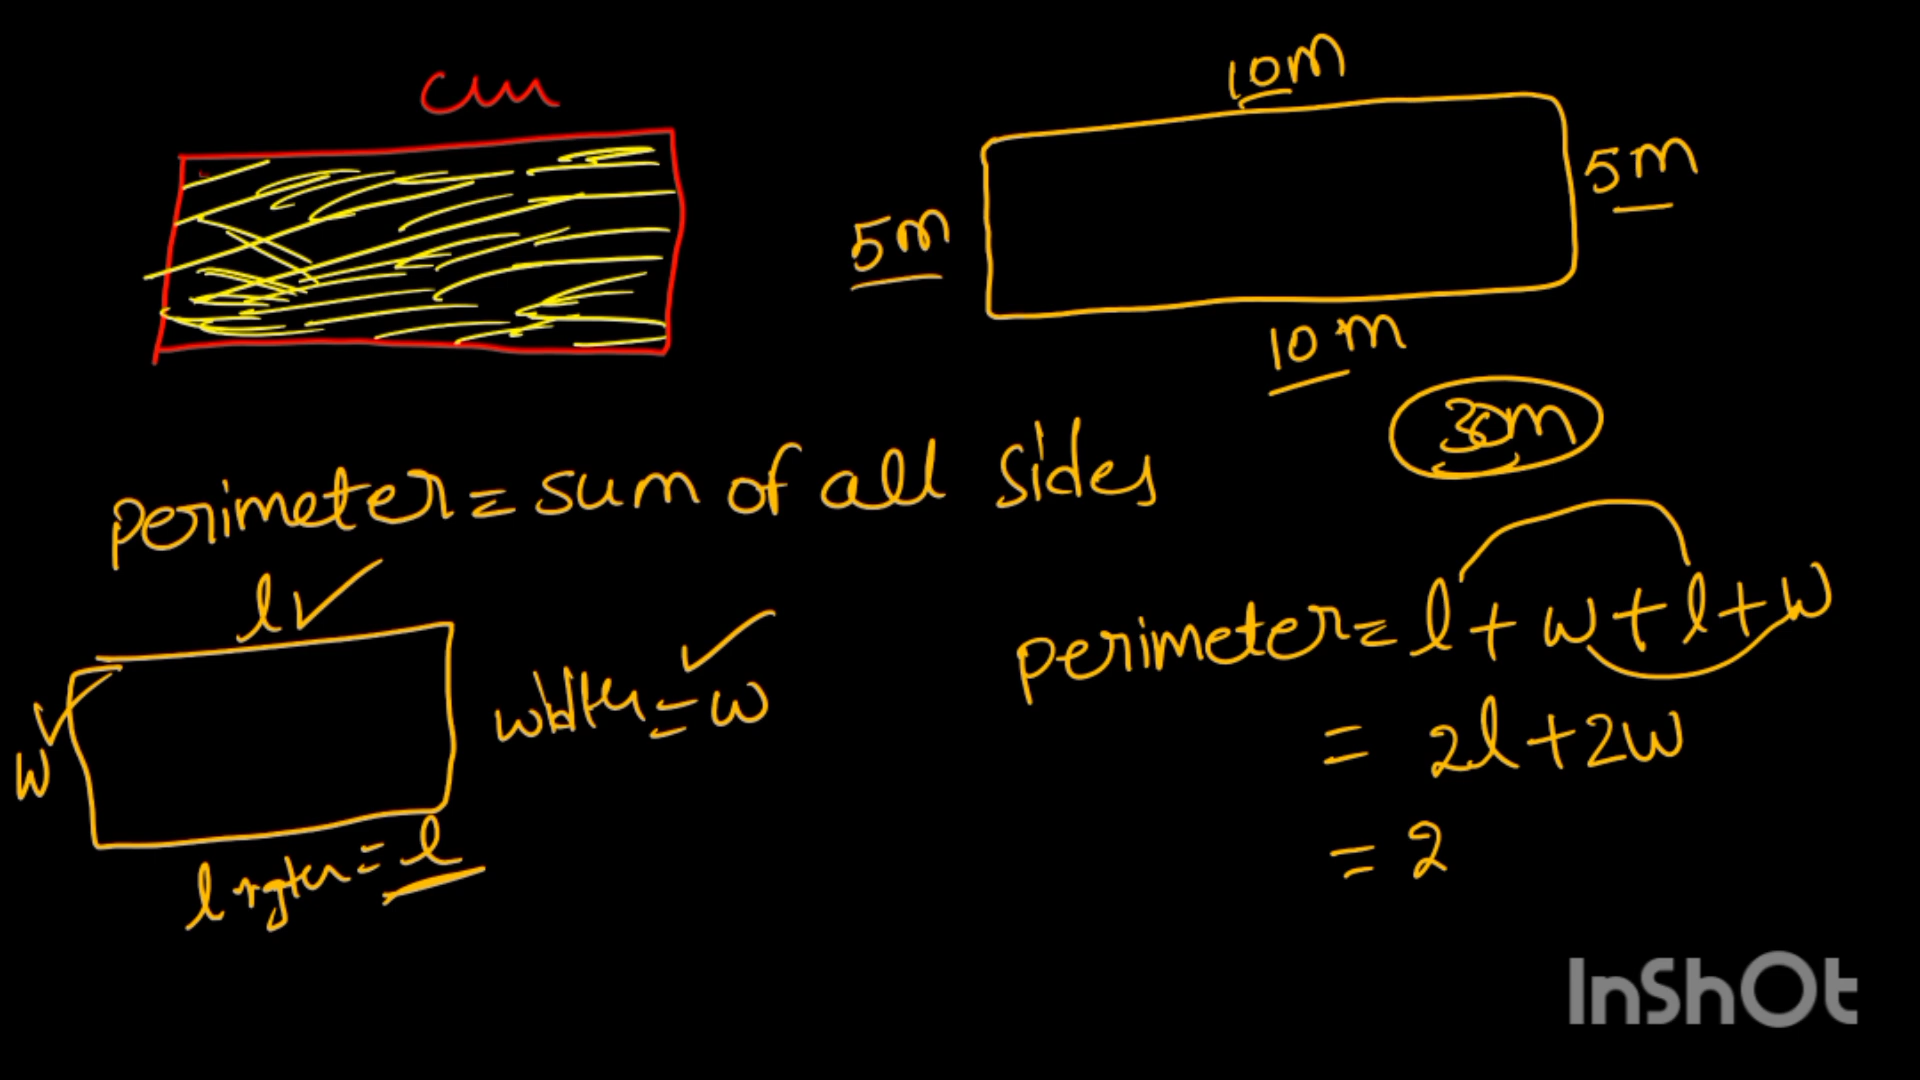 cm
10m
5m
5m
10 m
30m
perimeter = sum of all sides
l
w
width = w
length = l
perimeter = l + w + l + w
= 2l + 2w
= 2
InShOt